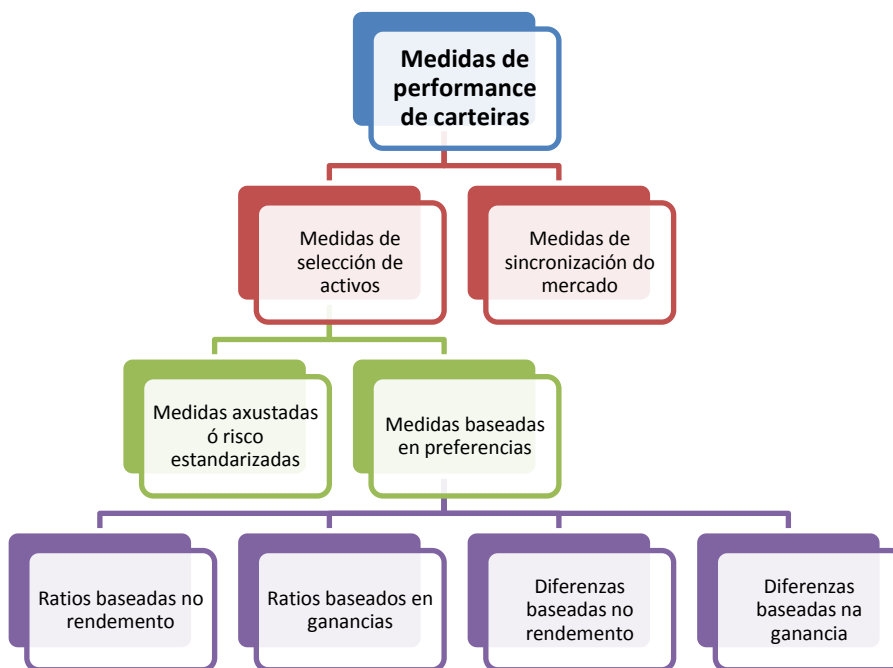 Medidas de
performance
de carteiras
Medidas de
selección de
activos
Medidas de
sincronización do
mercado
Medidas axustadas
ó risco
estandarizadas
Medidas baseadas
en preferencias
Ratios baseadas no
rendemento
Ratios baseados en
ganancias
Diferenzas
baseadas no
rendemento
Diferenzas
baseadas na
ganancia